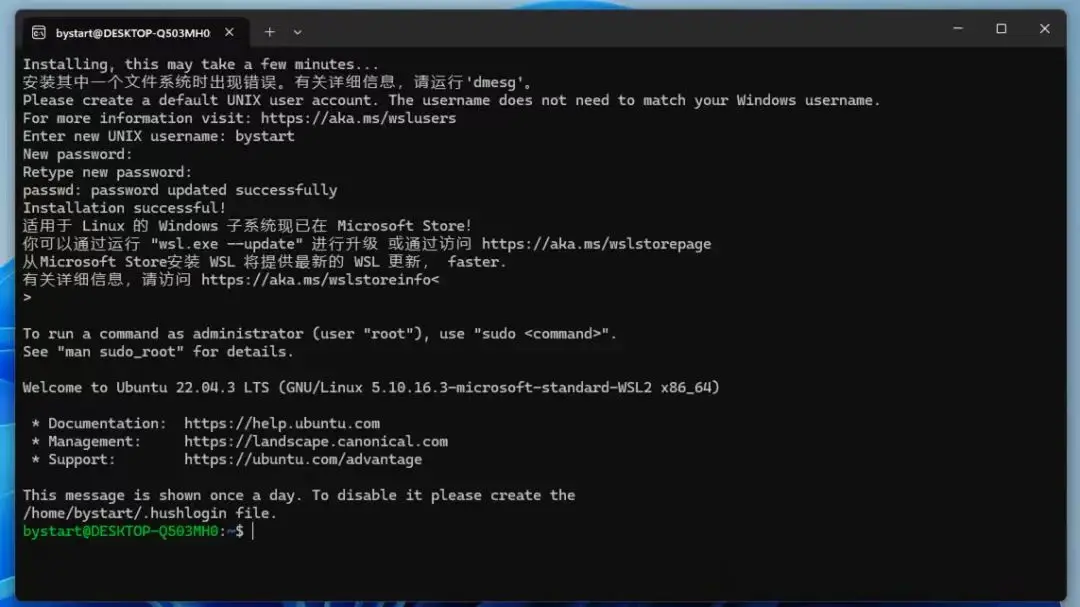 bystart@DESKTOP-Q503MH0
Installing, this may take a few minutes...
安装其中一个文件系统时出现错误。有关详细信息，请运行'dmesg'。
Please create a default UNIX user account. The username does not need to match your Windows username.
For more information visit: https://aka.ms/wslusers
Enter new UNIX username: bystart
New password:
Retype new password:
passwd: password updated successfully
Installation successful!
适用于 Linux 的 Windows 子系统现已在 Microsoft Store!
你可以通过运行 "wsl.exe --update" 进行升级 或通过访问 https://aka.ms/wslstorepage
从Microsoft Store安装 WSL 将提供最新的 WSL 更新， faster.
有关详细信息，请访问 https://aka.ms/wslstoreinfo<
>
To run a command as administrator (user "root"), use "sudo <command>".
See "man sudo_root" for details.
Welcome to Ubuntu 22.04.3 LTS (GNU/Linux 5.10.16.3-microsoft-standard-WSL2 x86_64)
* Documentation:  https://help.ubuntu.com
* Management:     https://landscape.canonical.com
* Support:        https://ubuntu.com/advantage
This message is shown once a day. To disable it please create the
/home/bystart/.hushlogin file.
bystart@DESKTOP-Q503MH0:~$